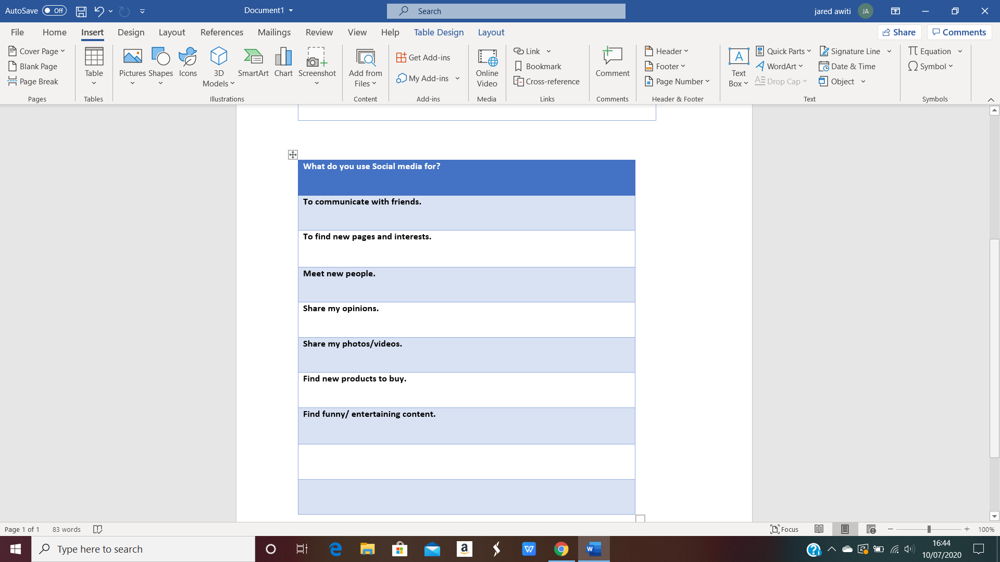 AutoSave Off Document1 Search jared awiti JA
File Home Insert Design Layout References Mailings Review View Help Table Design Layout Share Comments
Cover Page
Blank Page
Page Break
Pages
Table
Tables
Pictures Shapes Icons 3D Models SmartArt Chart Screenshot
Illustrations
Add from Files
Content
Get Add-ins
My Add-ins
Add-ins
Online Video
Media
Link
Bookmark
Cross-reference
Links
Comment
Comments
Header
Footer
Page Number
Header & Footer
Text Box
Quick Parts
WordArt
Drop Cap
Signature Line
Date & Time
Object
Text
Equation
Symbol
Symbols
What do you use Social media for?
To communicate with friends.
To find new pages and interests.
Meet new people.
Share my opinions.
Share my photos/videos.
Find new products to buy.
Find funny/ entertaining content.
Page 1 of 1 83 words Focus 100%
Type here to search
16:44
10/07/2020